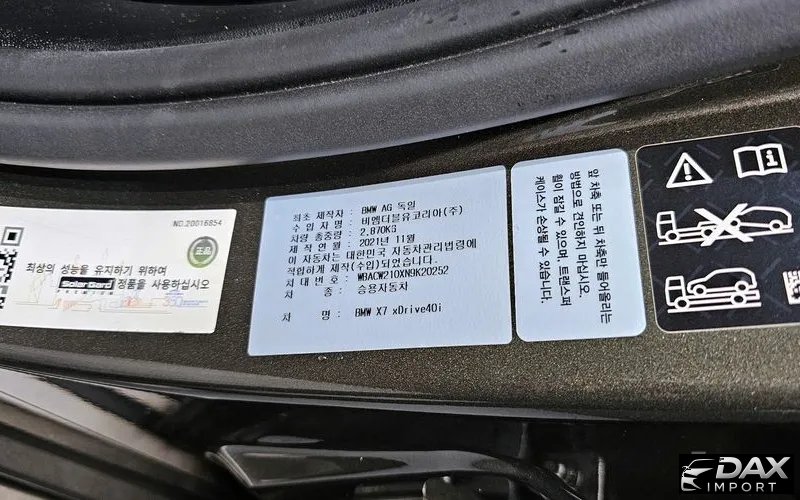 NO.20016854
正品
최상의 성능을 유지하기 위하여
SolarGard 정품을 사용하십시오
최초 제작자 : BMW AG 독일
수 입 자 명 : 비엠더블유코리아(주)
차량 총중량 : 2,870KG
제 작 연 월 : 2021년 11월
이 자동차는 대한민국 자동차관리법령에
적합하게 제작(수입)되었습니다.
차 대 번 호 : WBACW210XN9K20252
차 종 : 승용자동차
차 명 : BMW X7 xDrive40i
앞 차축 또는 뒤 차축만 들어올리는
방법으로 견인하지 마십시오.
휠이 잠길 수 있으며, 트랜스퍼
케이스가 손상될 수 있습니다.
DAX
IMPORT